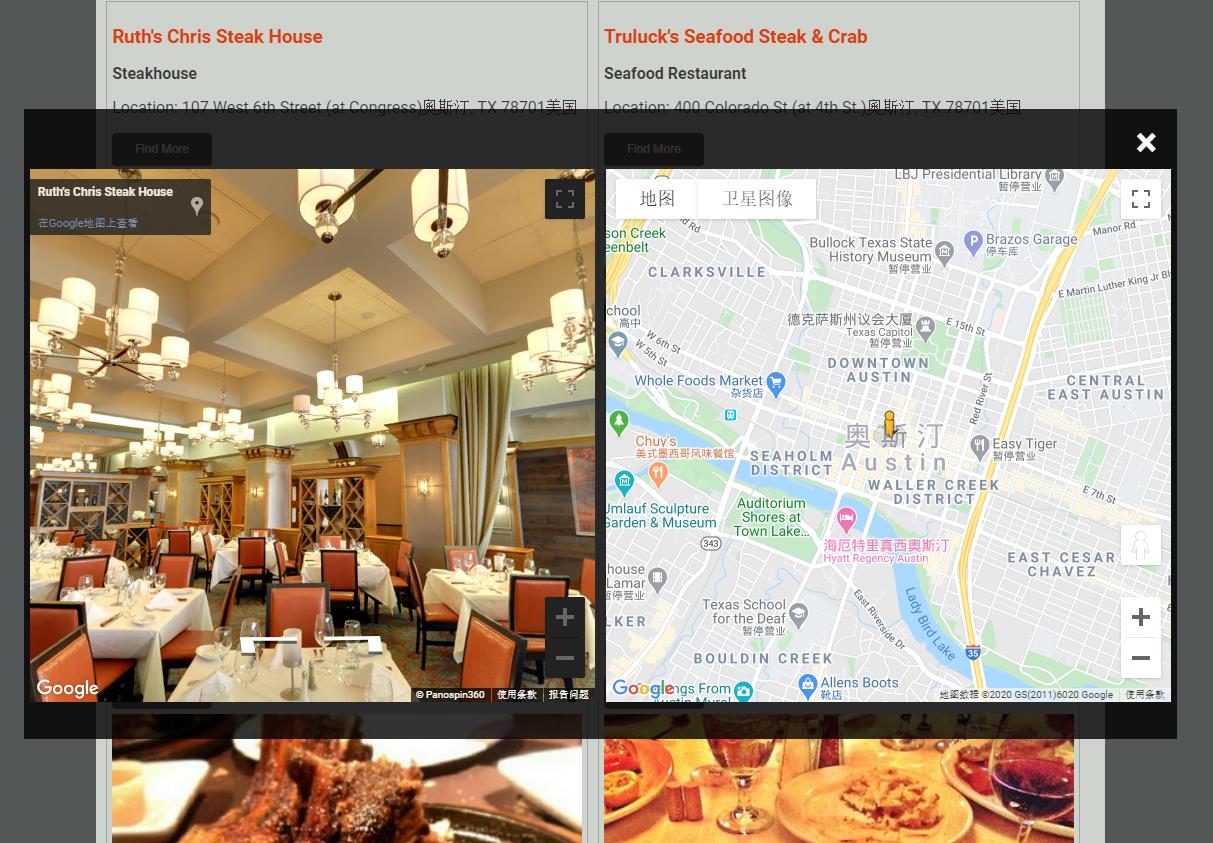 Ruth's Chris Steak House
Steakhouse
Location: 107 West 6th Street (at Congress)奥斯汀, TX 78701美国
Find More
Truluck's Seafood Steak & Crab
Seafood Restaurant
Location: 400 Colorado St (at 4th St.)奥斯汀, TX 78701美国
Find More
Ruth's Chris Steak House
在Google地图上查看
Google
© Panospin360
使用条款
报告问题
地图
卫星图像
LBJ Presidential Library
暂停营业
Manor Rd
son Creek
eenbelt
Bullock Texas State
History Museum
暂停营业
Brazos Garage
停车库
CLARKSVILLE
E Martin Luther King Jr Bl
chool
高中
德克萨斯州议会大厦
Texas Capitol
暂停营业
E 15th St
W 6th St
W 5th St
DOWNTOWN
AUSTIN
Whole Foods Market
杂货店
Red River St
CENTRAL
EAST AUSTIN
奥斯汀
Austin
Chuy's
美式墨西哥风味餐馆
Easy Tiger
暂停营业
SEAHOLM
DISTRICT
WALLER CREEK
DISTRICT
E 7th St
Umlauf Sculpture
Garden & Museum
Auditorium
Shores at
Town Lake...
343
海厄特里真西奥斯汀
Hyatt Regency Austin
EAST CESAR
CHAVEZ
house
Lamar
暂停营业
LKER
Texas School
for the Deaf
暂停营业
East Riverside Dr
Lady Bird Lake
35
BOULDIN CREEK
Allens Boots
靴店
Google
ngs From
Austin Mural
地图数据 ©2020 GS(2011)6020 Google
使用条款